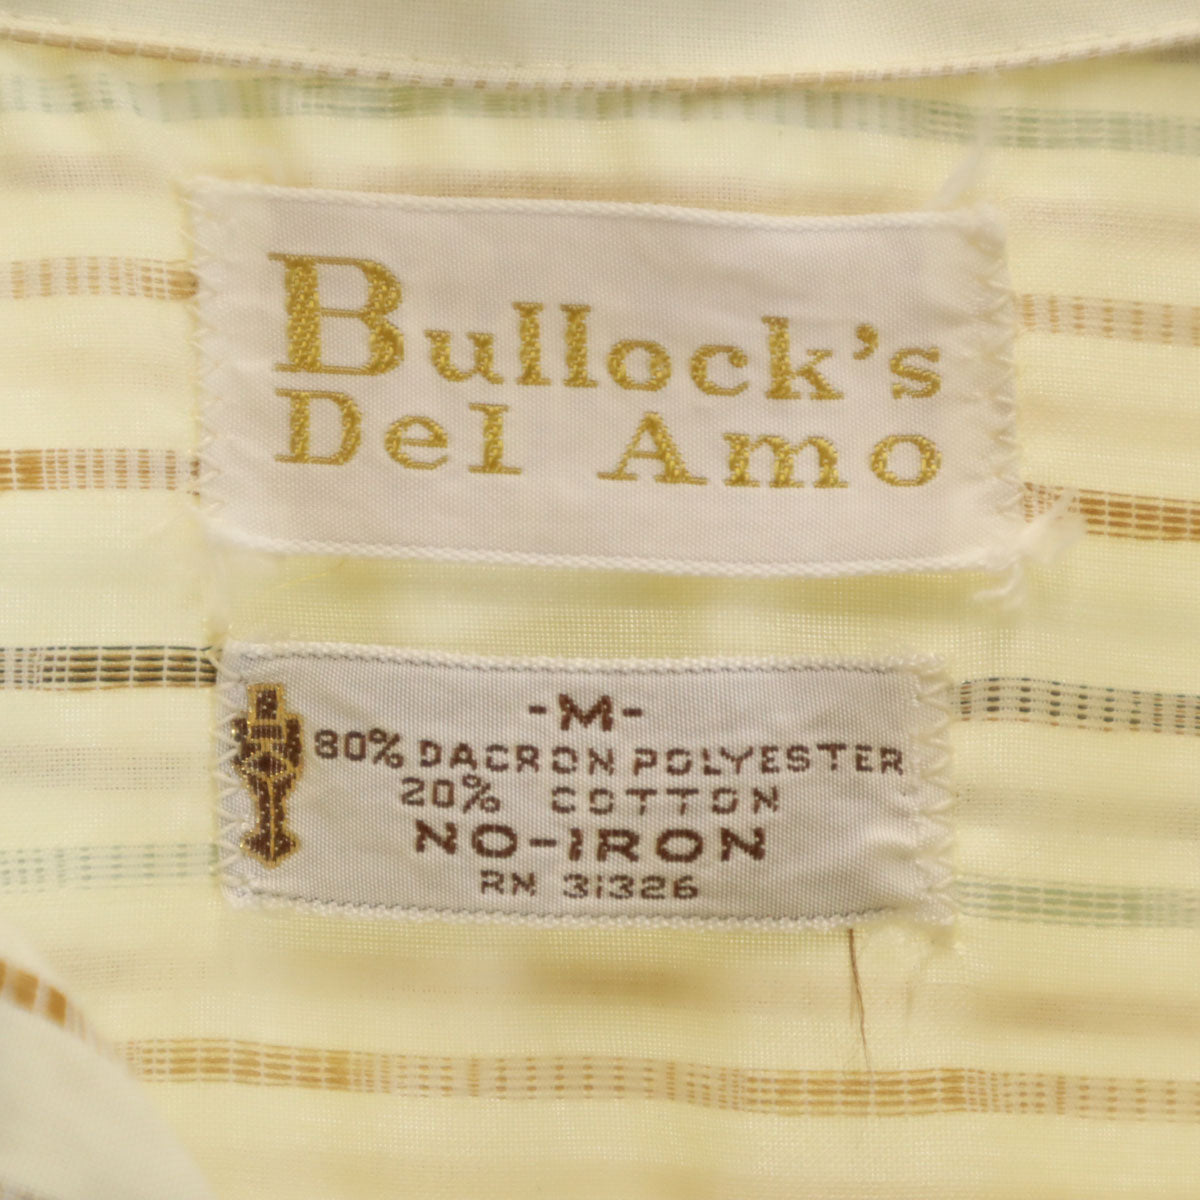 Bullock's
Del Amo
-M-
80% DACRON POLYESTER
20% COTTON
NO-IRON
RN 31326